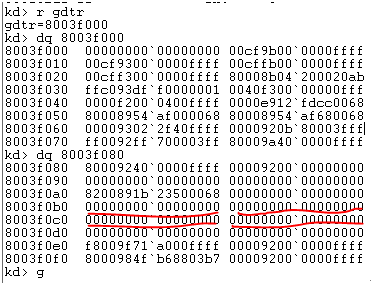 kd> r gdtr
gdtr=8003f000
kd> dq 8003f000
8003f000 00000000`00000000 00cf9b00`0000ffff
8003f010 00cf9300`0000ffff 00cffb00`0000ffff
8003f020 00cff300`0000ffff 80008b04`200020ab
8003f030 ffc093df`f0000001 0040f300`00000fff
8003f040 0000f200`0400ffff 0000e912`fdcc0068
8003f050 80008954`af000068 80008954`af680068
8003f060 00009302`2f40ffff 0000920b`80003fff
8003f070 ff0092ff`700003ff 80009a40`0000ffff
kd> dq 8003f080
8003f080 80009240`0000ffff 00009200`00000000
8003f090 00000000`00000000 00000000`00000000
8003f0a0 8200891b`23500068 00000000`00000000
8003f0b0 00000000`00000000 00000000`00000000
8003f0c0 00000000`00000000 00000000`00000000
8003f0d0 00000000`00000000 00000000`00000000
8003f0e0 f8009f71`a000ffff 00009200`0000ffff
8003f0f0 8000984f`b68803b7 00009200`0000ffff
kd> g